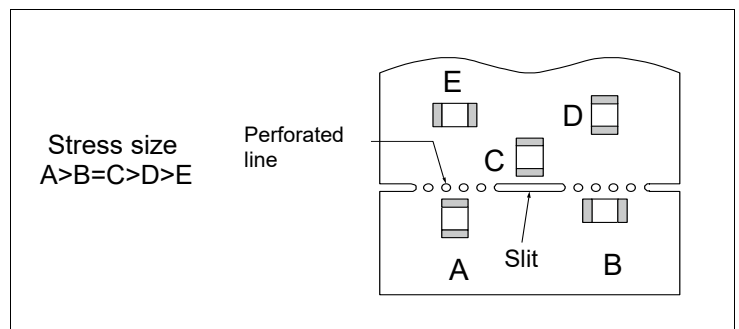 Stress size
A>B=C>D>E
Perforated
line
E
D
C
A
Slit
B